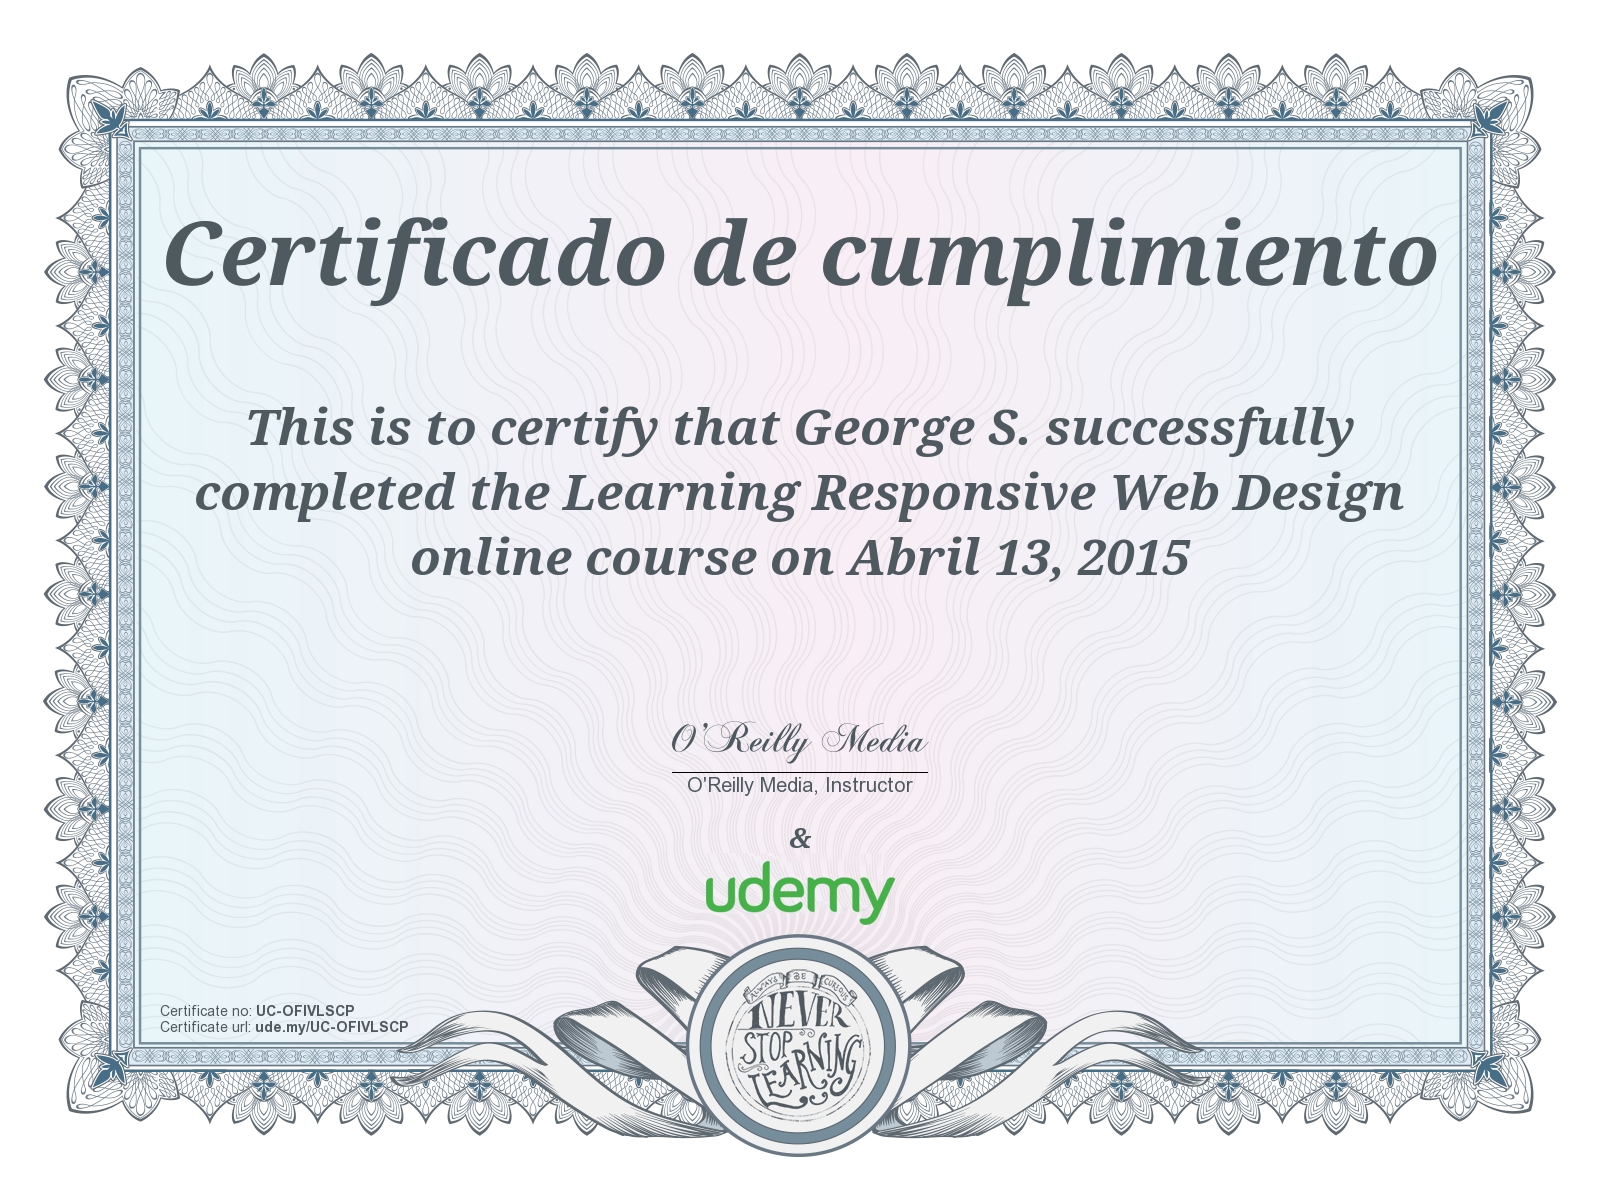 Certificado de cumplimiento
This is to certify that George S. successfully
completed the Learning Responsive Web Design
online course on Abril 13, 2015
O'Reilly Media
O'Reilly Media, Instructor
&
udemy
Certificate no: UC-OFIVLSCP
Certificate url: ude.my/UC-OFIVLSCP
ALWAYS BE CURIOUS
NEVER
STOP
LEARNING